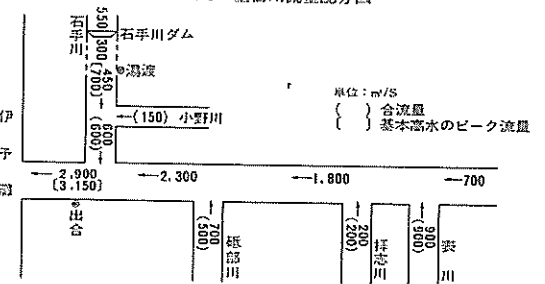 550
300
石手川
石手川ダム
450
[700]
湯渡
単位：m³/S
( ) 合流量
[ ] 基本高水のピーク流量
←(150) 小野川
600
(600)
伊
予
灘
←2,900
[3,150]
←2,300
←1,800
←700
出合
700
(500)
砥部川
200
(200)
拝志川
900
(900)
表川